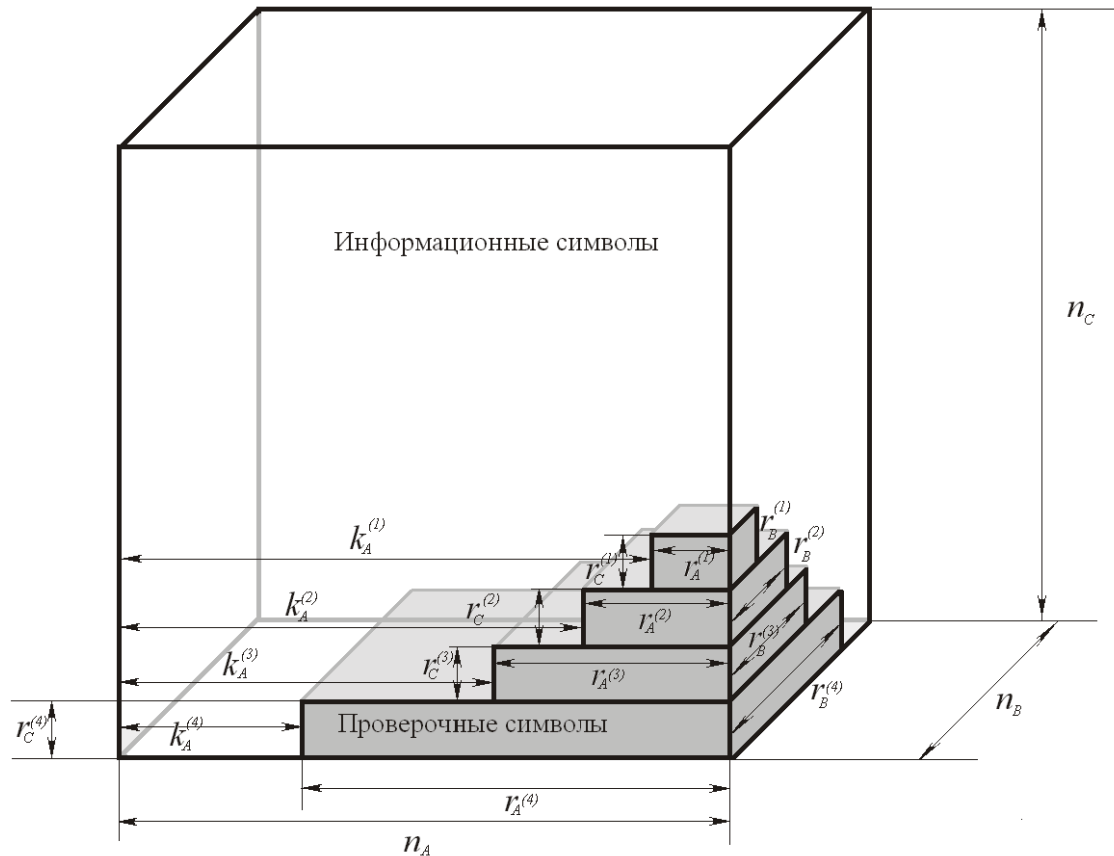 Информационные символы
n_C
k_A^(1)
r_C^(1)
r_A^(1)
r_B^(1)
r_B^(2)
k_A^(2)
r_C^(2)
r_A^(2)
r_B^(3)
k_A^(3)
r_C^(3)
r_A^(3)
r_B^(4)
n_B
r_C^(4)
k_A^(4)
Проверочные символы
r_A^(4)
n_A